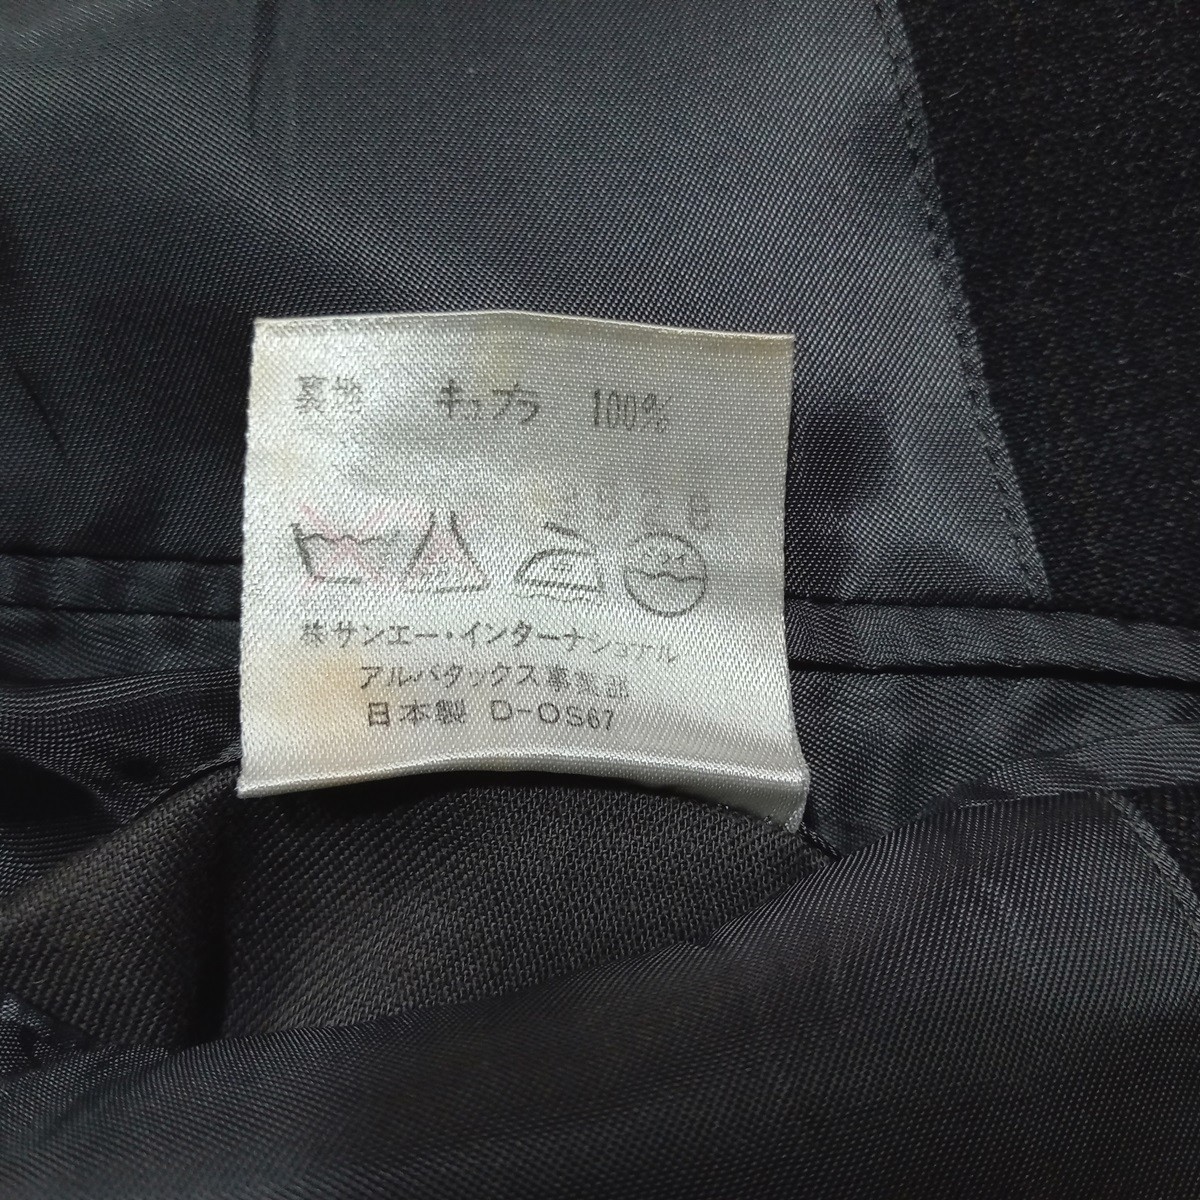 裏地 キュプラ 100%
株サンエー・インターナショナル
アルパタックス事業部
日本製 D-OS67